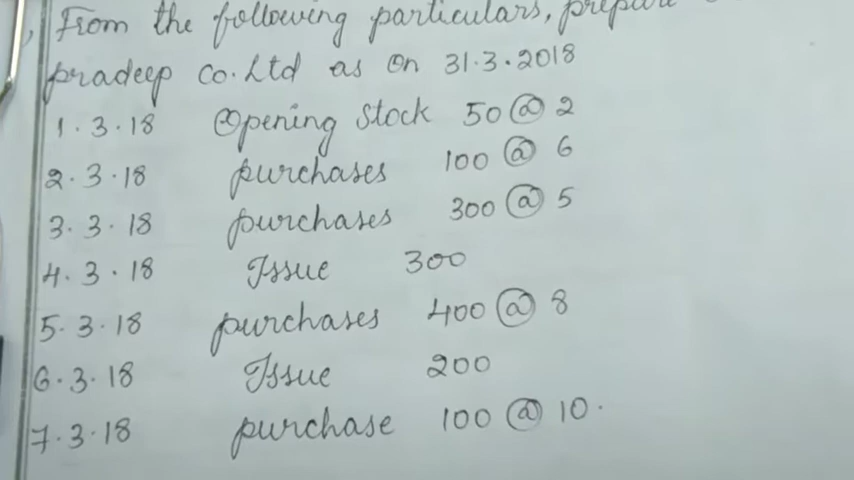 From the following particulars, prepare
pradeep co. Ltd as on 31.3.2018
1.3.18 Opening stock 50 @ 2
2.3.18 purchases 100 @ 6
3.3.18 purchases 300 @ 5
4.3.18 Issue 300
5.3.18 purchases 400 @ 8
6.3.18 Issue 200
7.3.18 purchase 100 @ 10.